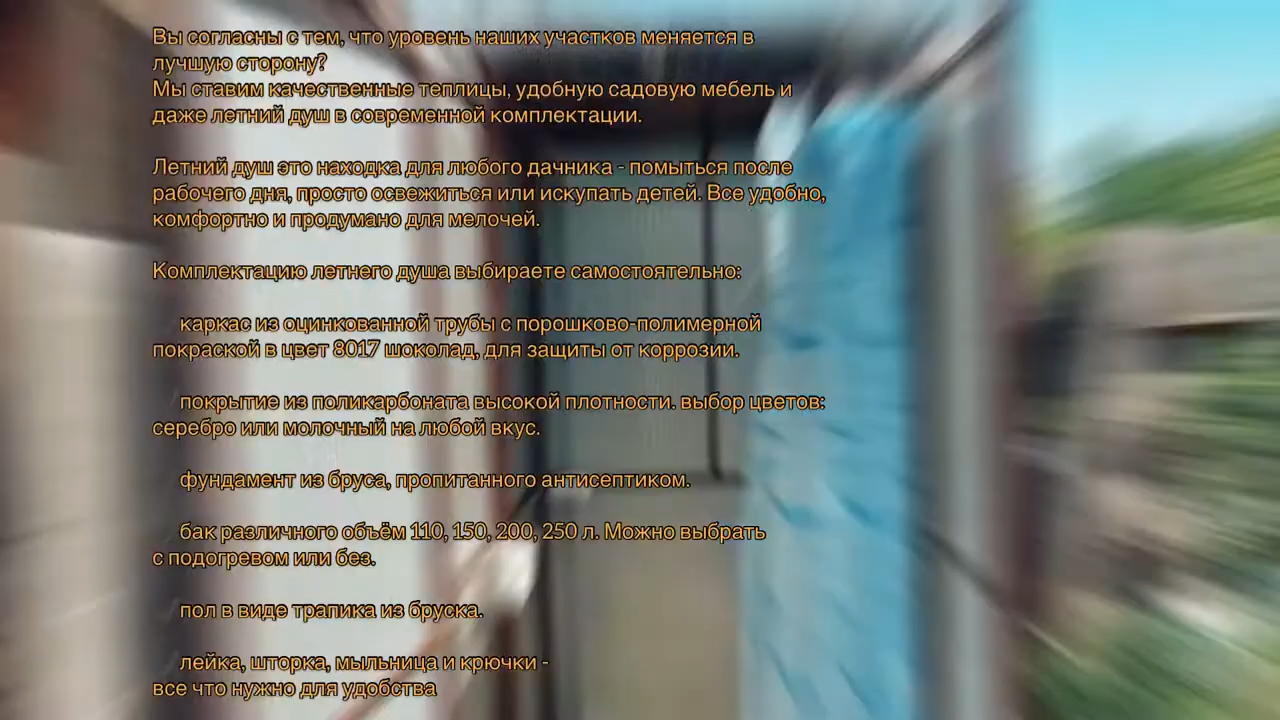 Вы согласны с тем, что уровень наших участков меняется в
лучшую сторону?
Мы ставим качественные теплицы, удобную садовую мебель и
даже летний душ в современной комплектации.
Летний душ это находка для любого дачника - помыться после
рабочего дня, просто освежиться или искупать детей. Все удобно,
комфортно и продумано для мелочей.
Комплектацию летнего душа выбираете самостоятельно:
каркас из оцинкованной трубы с порошково-полимерной
покраской в цвет 8017 шоколад, для защиты от коррозии.
покрытие из поликарбоната высокой плотности. выбор цветов:
серебро или молочный на любой вкус.
фундамент из бруса, пропитанного антисептиком.
бак различного объём 110, 150, 200, 250 л. Можно выбрать
с подогревом или без.
пол в виде трапика из бруска.
лейка, шторка, мыльница и крючки -
все что нужно для удобства